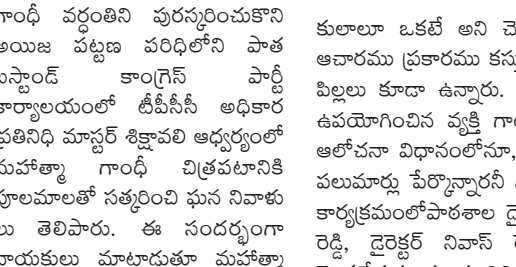 గాంధీ వర్ధంతిని పురస్కరించుకొని
అయిజ పట్టణ పరిధిలోని పాత
బస్టాండ్ కాంగ్రెస్ పార్టీ
కార్యాలయంలో టీపీసీసీ అధికార
ప్రతినిధి మాస్టర్ శిక్షావలి ఆధ్వర్యంలో
మహాత్మా గాంధీ చిత్రపటానికి
పూలమాలతో సత్కరించి ఘన నివాళు
లు తెలిపారు. ఈ సందర్భంగా
నాయకులు మాట్లాడుతూ మహాత్మా
కులాలూ ఒకటే అని
ఆచారము ప్రకారము
పిల్లలు కూడా ఉన్నారు.
ఉపయోగించిన వ్యక్తి
ఆలోచనా విధానంలోనూ,
పలుమార్లు పేర్కొన్నారనీ
కార్యక్రమంలోపాఠశాల
రెడ్డి, డైరెక్టర్ నివాస్